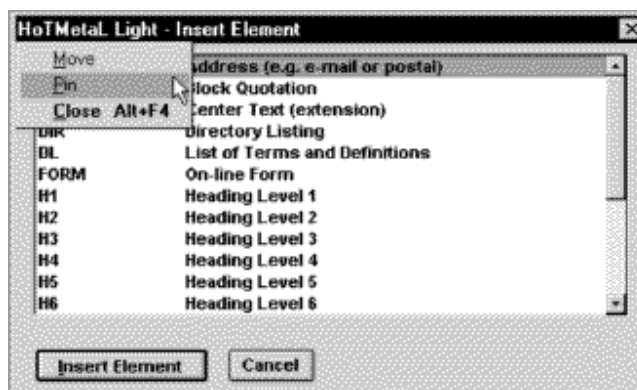 HoTMetaL Light - Insert Element
Move
Address (e.g. e-mail or postal)
Pin
Block Quotation
Close Alt+F4
Center Text (extension)
DIR Directory Listing
DL List of Terms and Definitions
FORM On-line Form
H1 Heading Level 1
H2 Heading Level 2
H3 Heading Level 3
H4 Heading Level 4
H5 Heading Level 5
H6 Heading Level 6
Insert Element Cancel